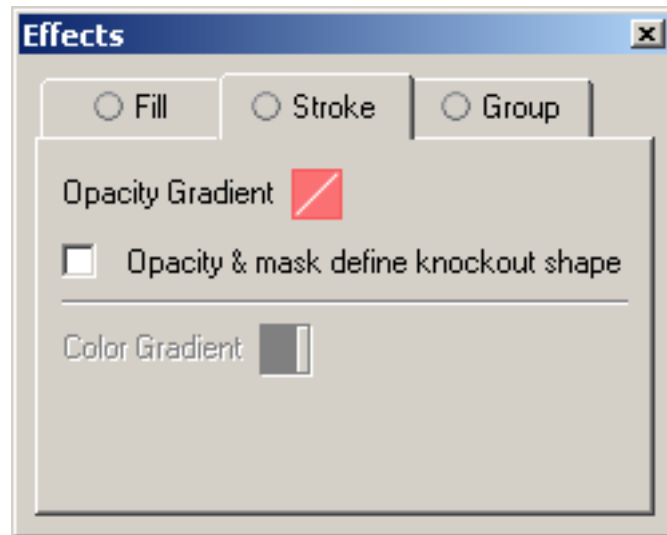 Effects
Fill Stroke Group
Opacity Gradient
Opacity & mask define knockout shape
Color Gradient